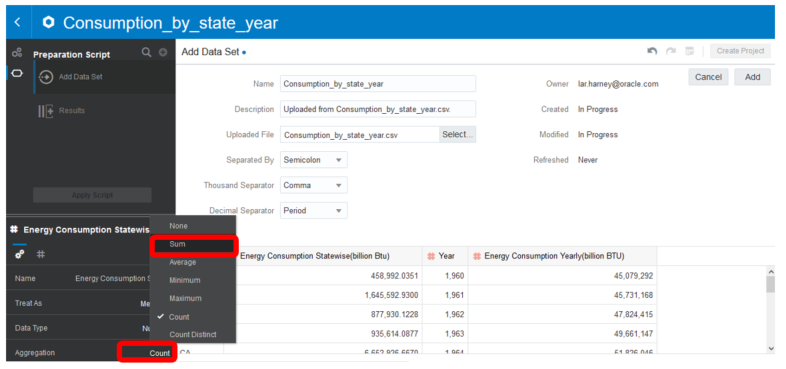 Consumption_by_state_year
Preparation Script
Add Data Set
Results
Apply Script
Add Data Set
Create Project
Cancel
Add
Name Consumption_by_state_year
Description Uploaded from Consumption_by_state_year.csv.
Uploaded File Consumption_by_state_year.csv Select...
Separated By Semicolon
Thousand Separator Comma
Decimal Separator Period
Owner lar.harney@oracle.com
Created In Progress
Modified In Progress
Refreshed Never
Energy Consumption Statewis
Name Energy Consumption S
Treat As Me
Data Type Nu
Aggregation Count
None
Sum
Average
Minimum
Maximum
Count
Count Distinct
Energy Consumption Statewise(billion Btu) Year Energy Consumption Yearly(billion BTU)
458,992.0351 1,960 45,079,292
1,645,592.9300 1,961 45,731,168
877,930.1228 1,962 47,824,415
935,614.0877 1,963 49,661,147
CA 1,964